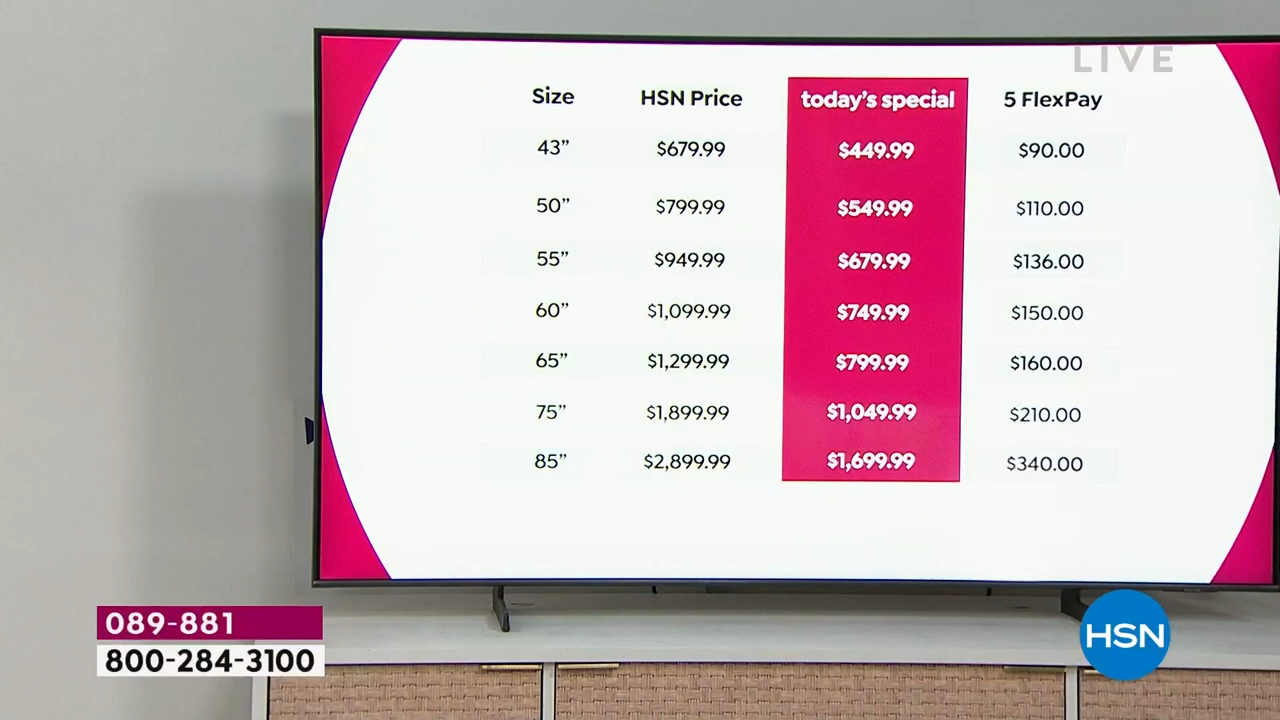 LIVE
Size HSN Price today's special 5 FlexPay
43” $679.99 $449.99 $90.00
50” $799.99 $549.99 $110.00
55” $949.99 $679.99 $136.00
60” $1,099.99 $749.99 $150.00
65” $1,299.99 $799.99 $160.00
75” $1,899.99 $1,049.99 $210.00
85” $2,899.99 $1,699.99 $340.00
089-881
800-284-3100
HSN